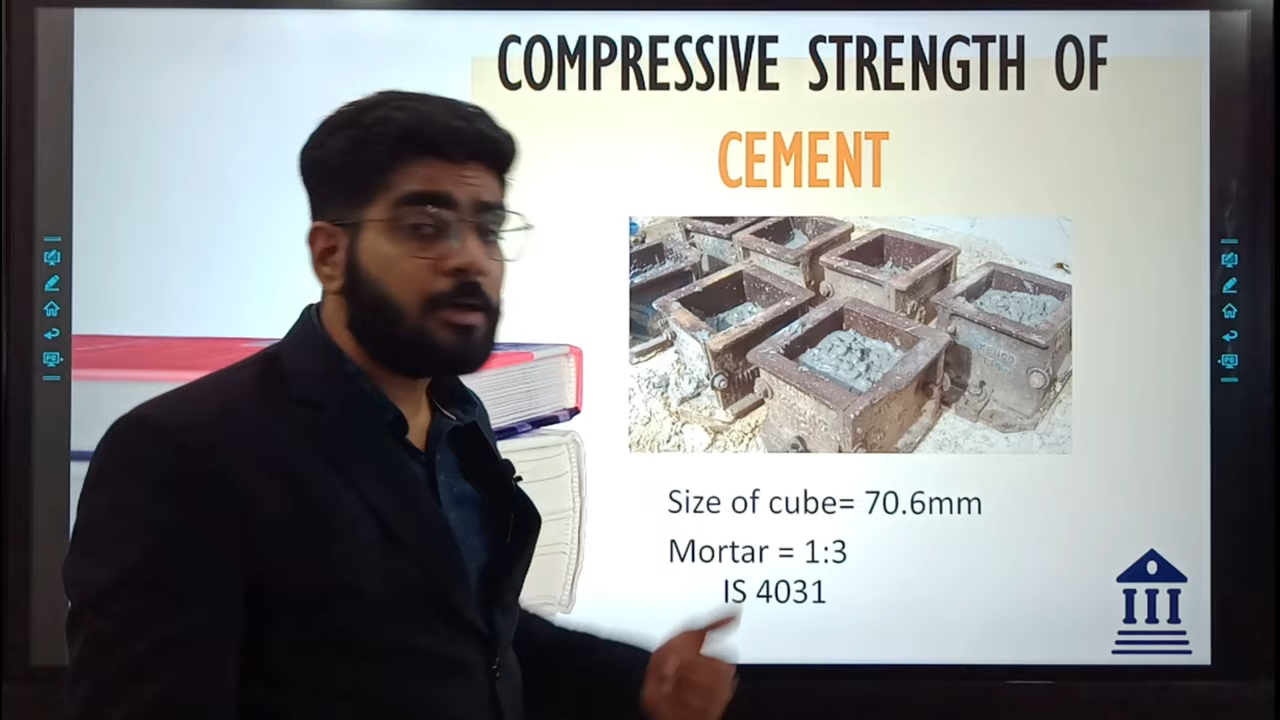 COMPRESSIVE STRENGTH OF
CEMENT
Size of cube= 70.6mm
Mortar = 1:3
IS 4031